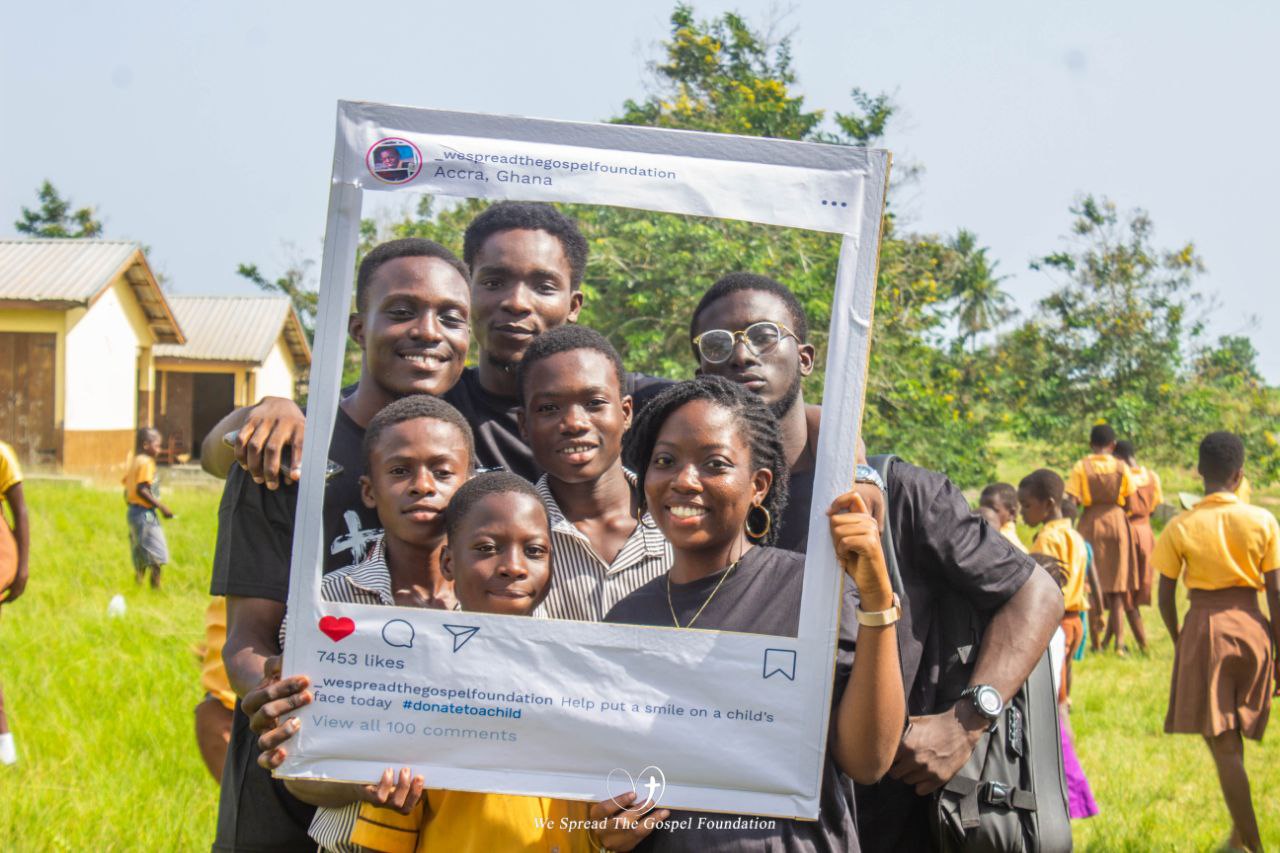 _wespreadthegospelfoundation
Accra, Ghana
7453 likes
_wespreadthegospelfoundation Help put a smile on a child's
face today #donatetoachild
View all 100 comments
We Spread The Gospel Foundation